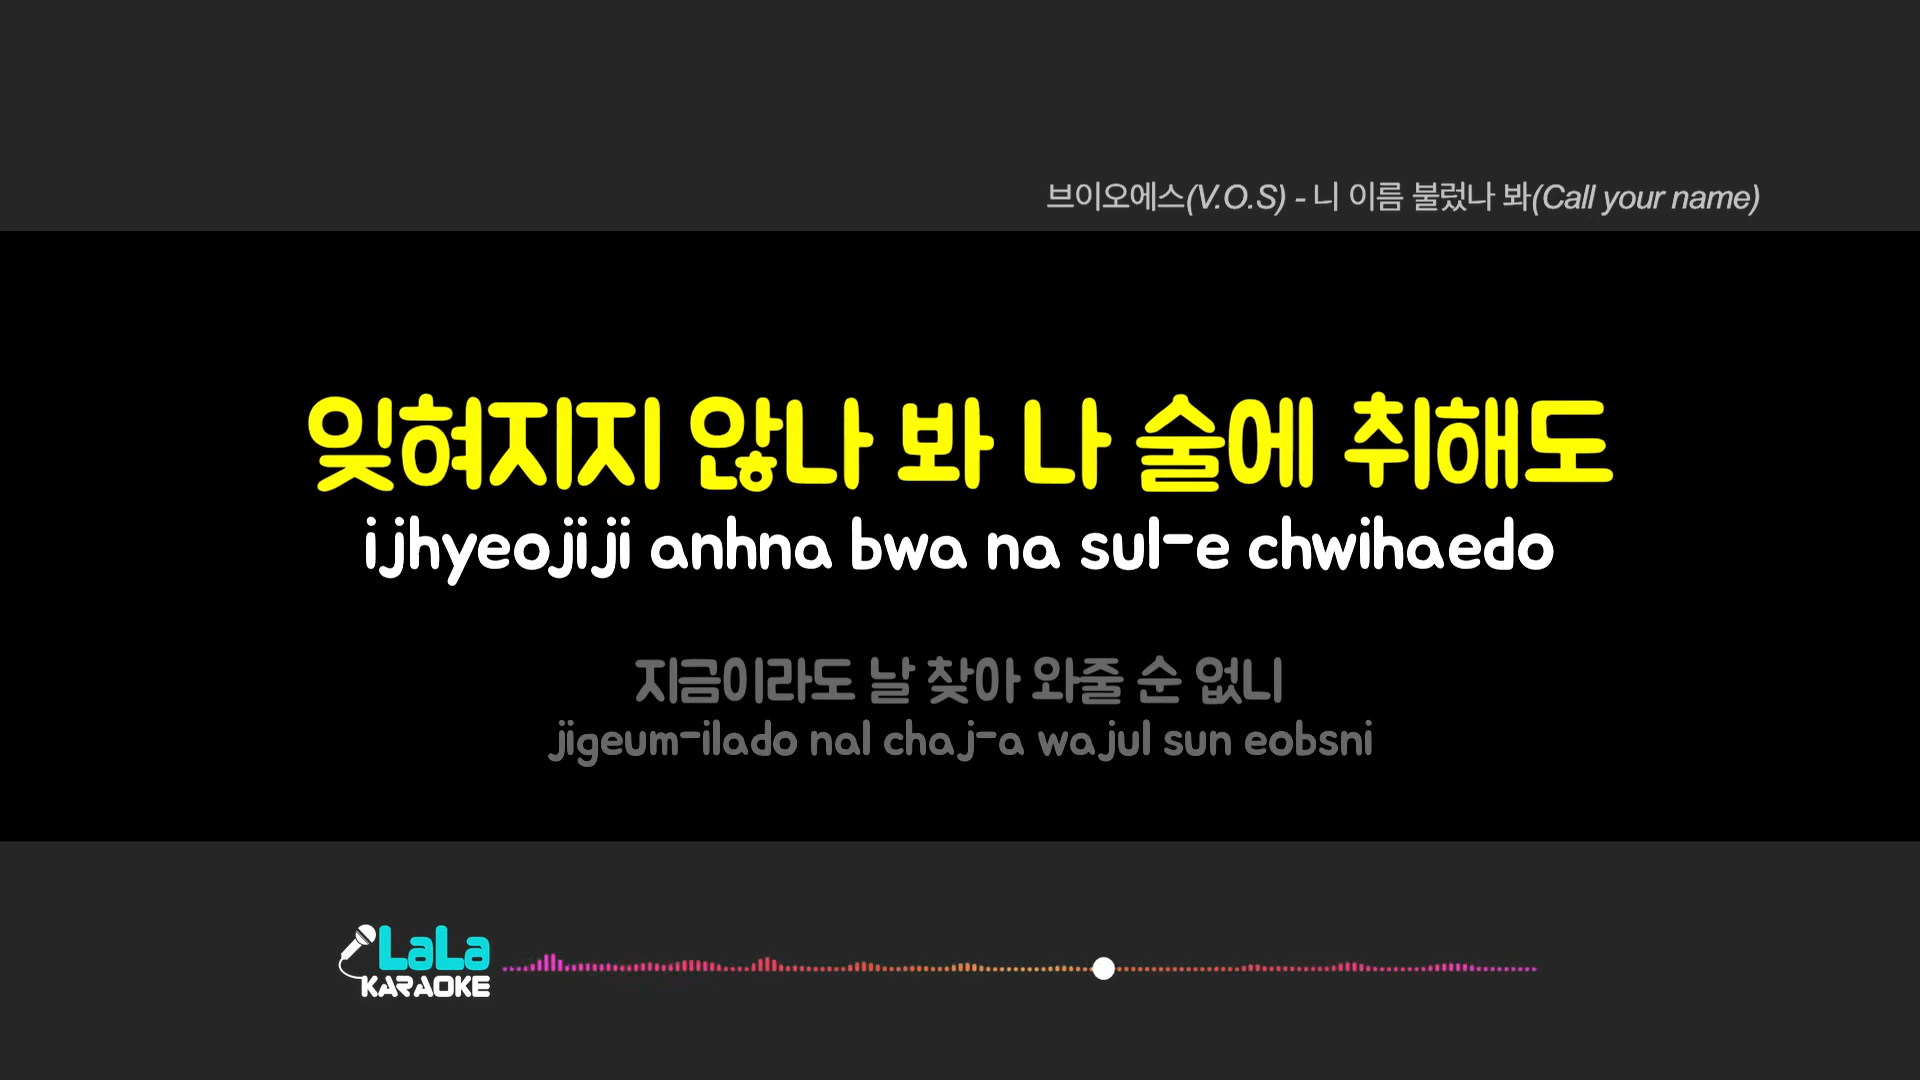 브이오에스(V.O.S) - 니 이름 불렀나 봐(Call your name)
잊혀지지 않나 봐 나 술에 취해도
ijhyeojiji anhna bwa na sul-e chwihaedo
지금이라도 날 찾아 와줄 순 없니
jigeum-ilado nal chaj-a wajul sun eobsni
LaLa
KARAOKE